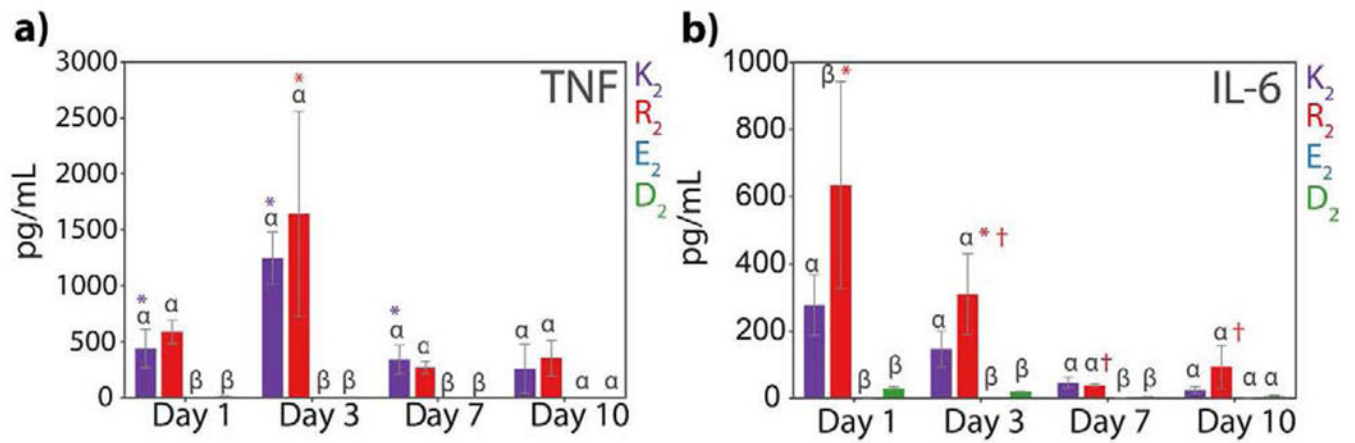 a)
3000
2500
2000
1500
1000
500
0
pg/mL
TNF
K₂
R₂
E₂
D₂
* α α β β
* α * α β β
* α α β β
α α α α
Day 1 Day 3 Day 7 Day 10
b)
1000
800
600
400
200
0
pg/mL
IL-6
K₂
R₂
E₂
D₂
α β * β β
α α * † β β
α α † β β
α α † α α
Day 1 Day 3 Day 7 Day 10